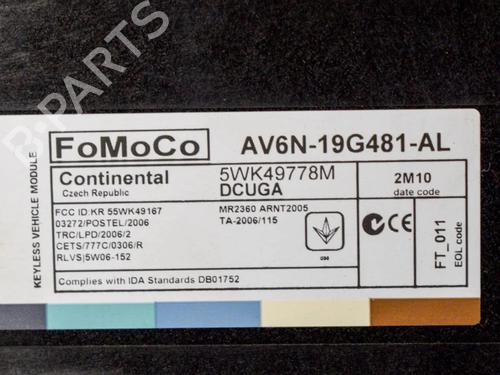 R-PARTS
KEYLESS VEHICLE MODULE
FoMoCo
AV6N-19G481-AL
Continental
Czech Republic
5WK49778M
DCUGA
2M10
date code
FCC ID:KR 55WK49167
03272/POSTEL/2006
TRC/LPD/2006/2
CETS/777C/0306/R
RLVS|5W06-152
MR2360 ARNT2005
TA-2006/115
FT_011
EOL code
Complies with IDA Standards DB01752